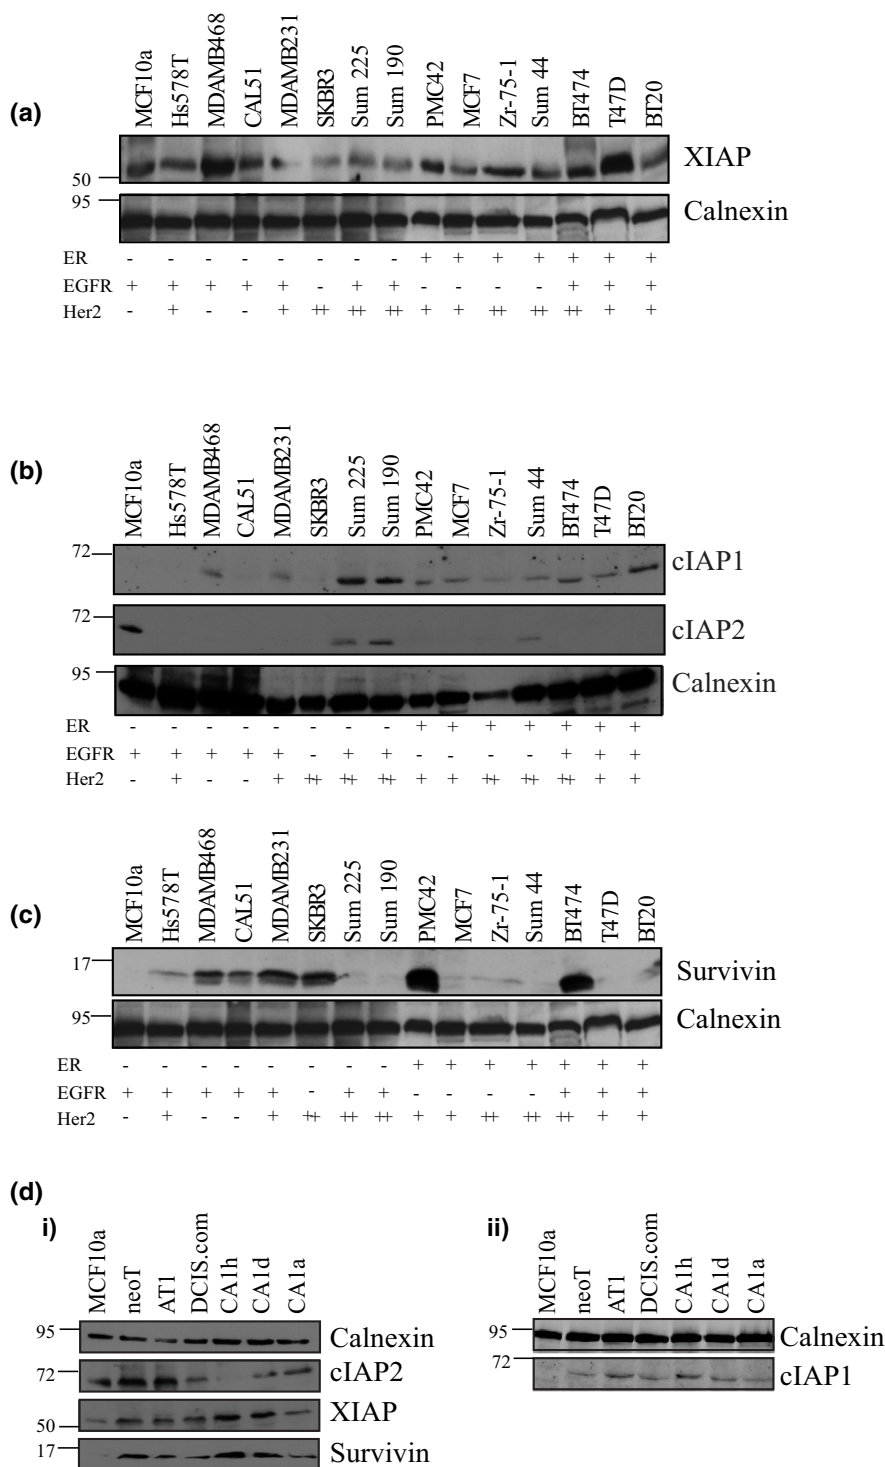 (a)
MCF10a Hs578T MDAMB468 CAL51 MDAMB231 SKBR3 Sum 225 Sum 190 PMC42 MCF7 Zr-75-1 Sum 44 BT474 T47D BT20
50 XIAP
95 Calnexin
ER - - - - - - - - + + + + + + +
EGFR + + + + + - + + - - - - + + +
Her2 - + - - + ++ ++ ++ + + ++ ++ ++ + +
(b)
MCF10a Hs578T MDAMB468 CAL51 MDAMB231 SKBR3 Sum 225 Sum 190 PMC42 MCF7 Zr-75-1 Sum 44 BT474 T47D BT20
72 cIAP1
72 cIAP2
95 Calnexin
ER - - - - - - - - + + + + + + +
EGFR + + + + + - + + - - - - + + +
Her2 - + - - + ++ ++ ++ + + ++ ++ ++ + +
(c)
MCF10a Hs578T MDAMB468 CAL51 MDAMB231 SKBR3 Sum 225 Sum 190 PMC42 MCF7 Zr-75-1 Sum 44 BT474 T47D BT20
17 Survivin
95 Calnexin
ER - - - - - - - - + + + + + + +
EGFR + + + + + - + + - - - - + + +
Her2 - + - - + ++ ++ ++ + + ++ ++ ++ + +
(d)
i)
MCF10a neoT AT1 DCIS.com CA1h CA1d CA1a
95 Calnexin
72 cIAP2
50 XIAP
17 Survivin
ii)
MCF10a neoT AT1 DCIS.com CA1h CA1d CA1a
95 Calnexin
72 cIAP1